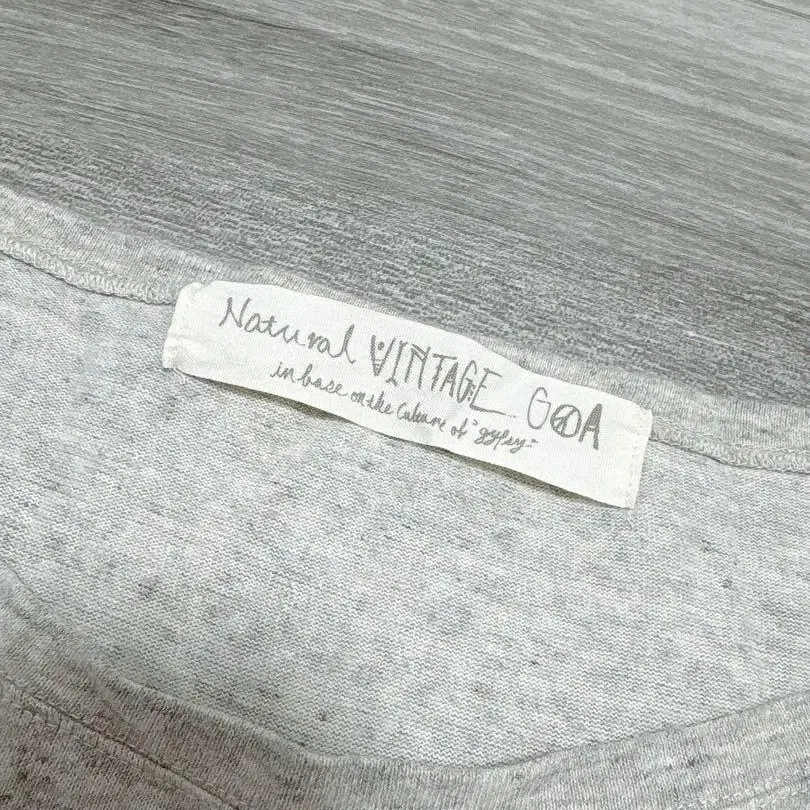 Natural VINTAGE GOA
in base on the Culture of "gypsy"